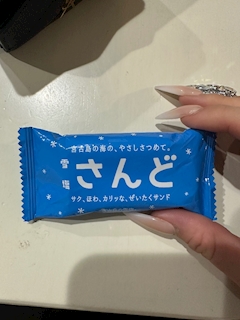 宮古島の海の、やさしさつめて。
雪塩
さんど
サク、ほわ、カリッな、ぜいたくサンド